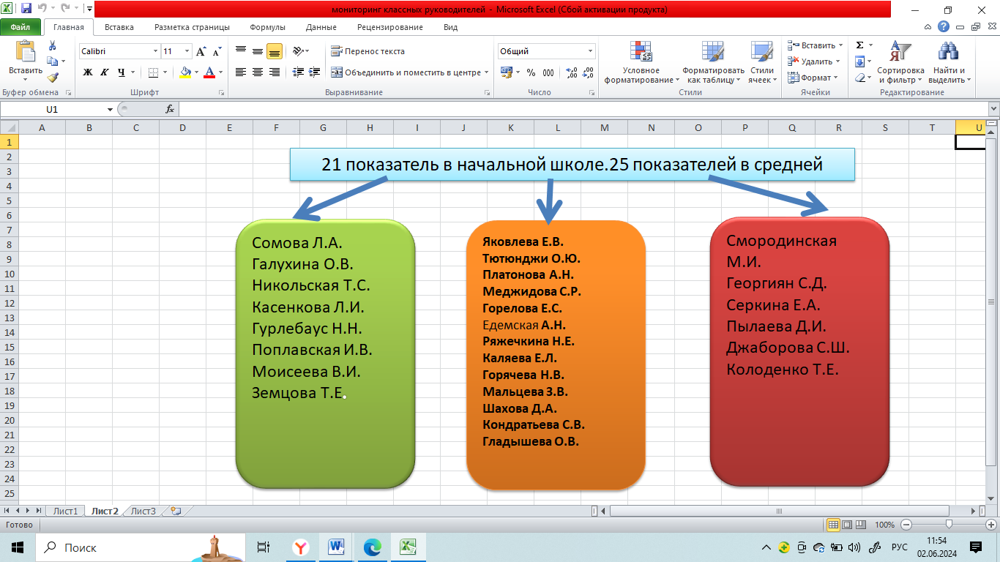 мониторинг классных руководителей - Microsoft Excel (Сбой активации продукта)
Файл Главная Вставка Разметка страницы Формулы Данные Рецензирование Вид
Вставить
Буфер обмена
Calibri 11
Ж К Ч
Шрифт
Перенос текста
Объединить и поместить в центре
Выравнивание
Общий
% 000
Число
Условное форматирование
Форматировать как таблицу
Стили ячеек
Стили
Вставить
Удалить
Формат
Ячейки
Сортировка и фильтр
Найти и выделить
Редактирование
U1 fx
A B C D E F G H I J K L M N O P Q R S T U
1
2
3
4
5
6
7
8
9
10
11
12
13
14
15
16
17
18
19
20
21
22
23
24
25
21 показатель в начальной школе.25 показателей в средней
Сомова Л.А.
Галухина О.В.
Никольская Т.С.
Касенкова Л.И.
Гурлебаус Н.Н.
Поплавская И.В.
Моисеева В.И.
Земцова Т.Е.
Яковлева Е.В.
Тютюнджи О.Ю.
Платонова А.Н.
Меджидова С.Р.
Горелова Е.С.
Едемская А.Н.
Ряжечкина Н.Е.
Каляева Е.Л.
Горячева Н.В.
Мальцева З.В.
Шахова Д.А.
Кондратьева С.В.
Гладышева О.В.
Смородинская
М.И.
Георгиян С.Д.
Серкина Е.А.
Пылаева Д.И.
Джаборова С.Ш.
Колоденко Т.Е.
Лист1 Лист2 Лист3
Готово 100%
Поиск
РУС
11:54
02.06.2024